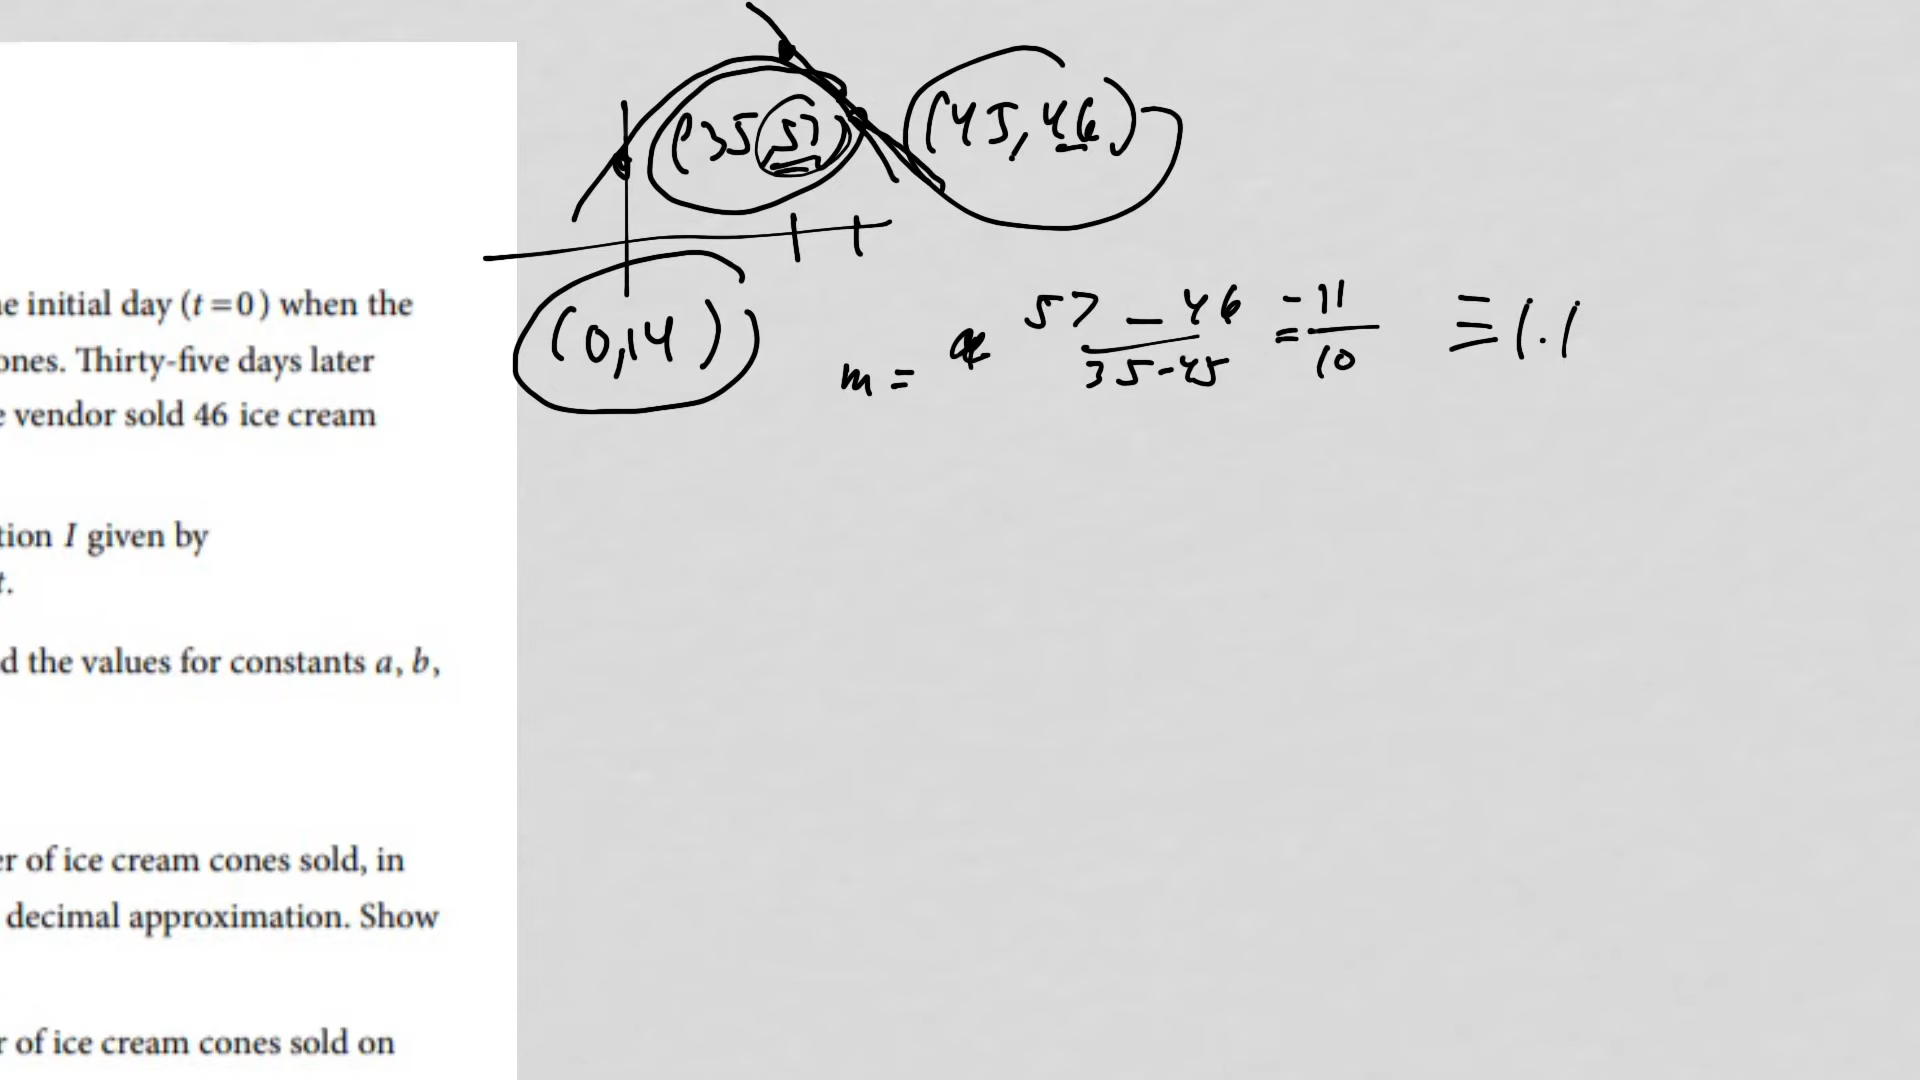 (35 57)
(45, 46)
e initial day (t = 0) when the
ones. Thirty-five days later
vendor sold 46 ice cream
(0,14)
m = 57 - 46 / 35-45 = -11 / 10 = 1.1
tion I given by
t.
d the values for constants a, b,
er of ice cream cones sold, in
decimal approximation. Show
r of ice cream cones sold on